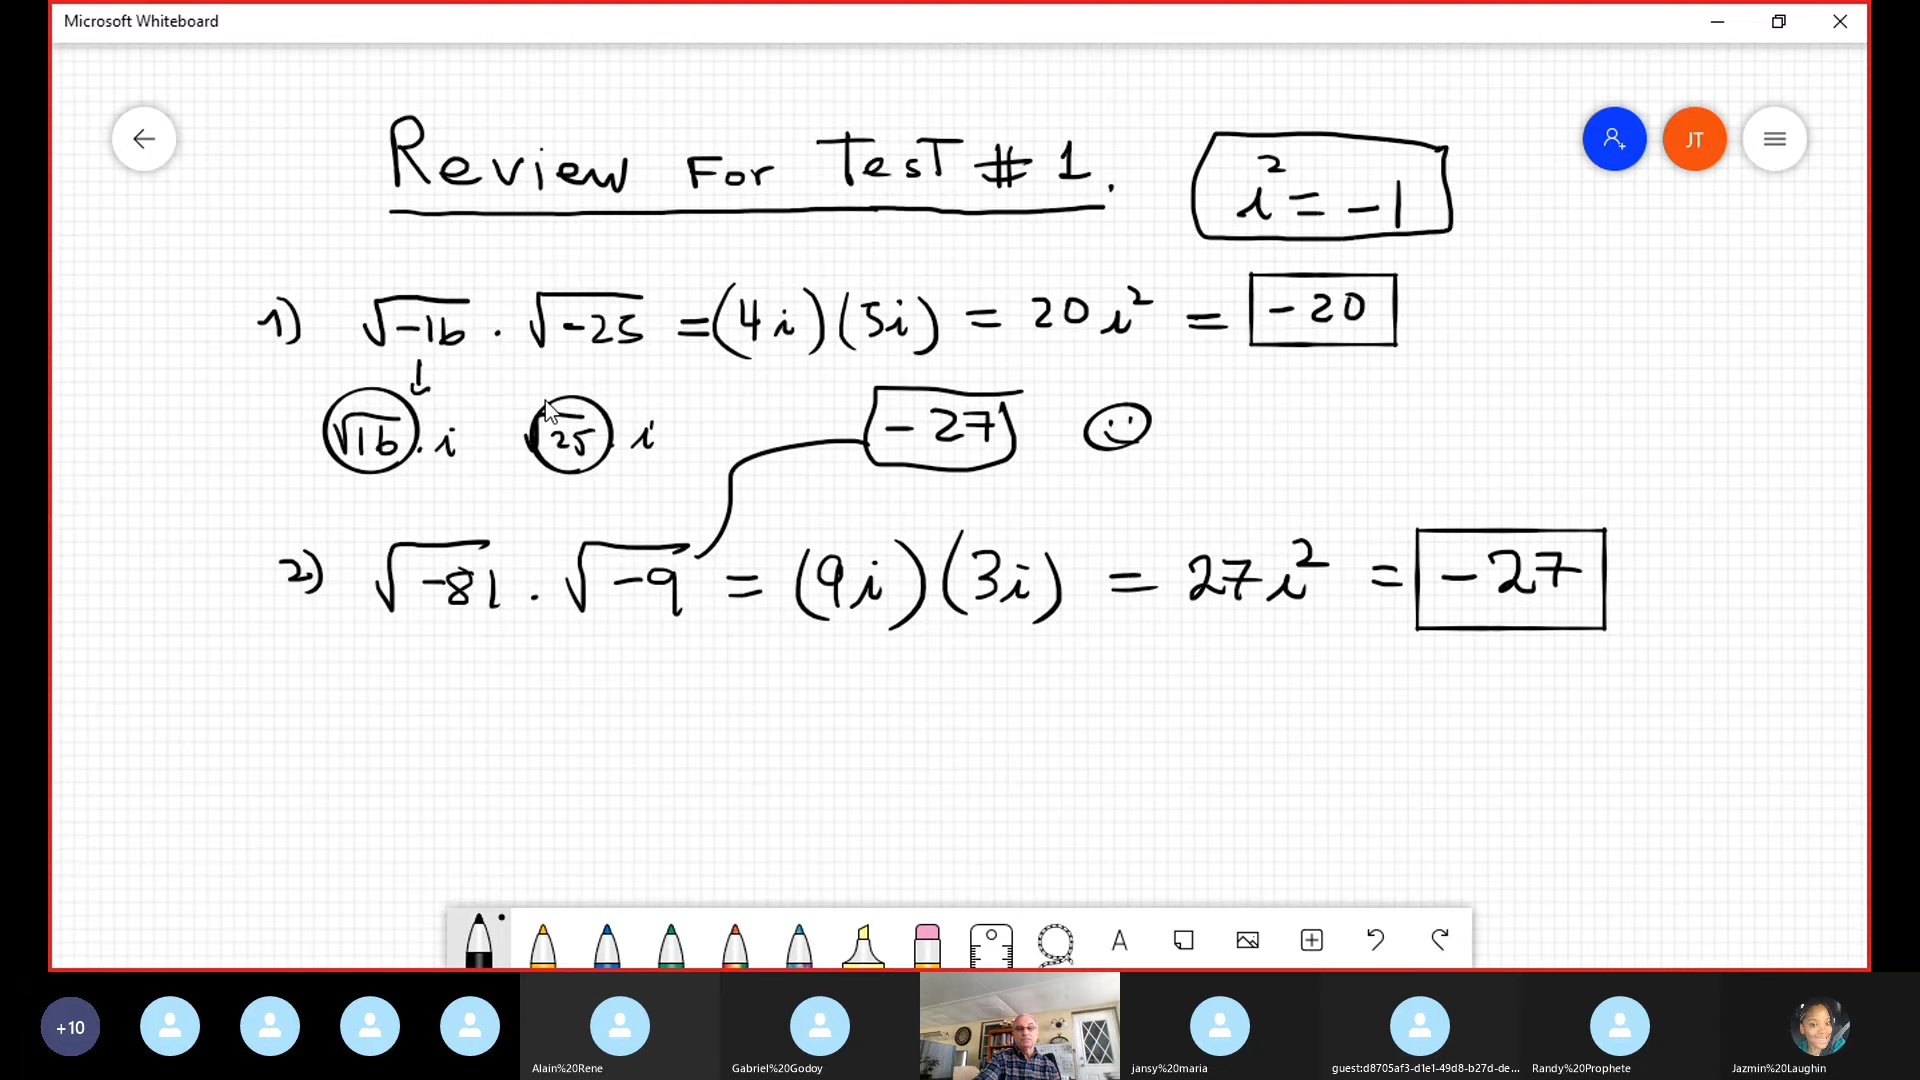 Microsoft Whiteboard
JT
Review For Test # 1.
i² = -1
1) √-16 · √-25 = (4i)(5i) = 20i² = -20
√16 · i √25 · i -27
2) √-81 · √-9 = (9i)(3i) = 27i² = -27
A
+10
Alain%20Rene
Gabriel%20Godoy
jansy%20maria
guest:d8705af3-d1e1-49d8-b27d-de...
Randy%20Prophete
Jazmin%20Laughin